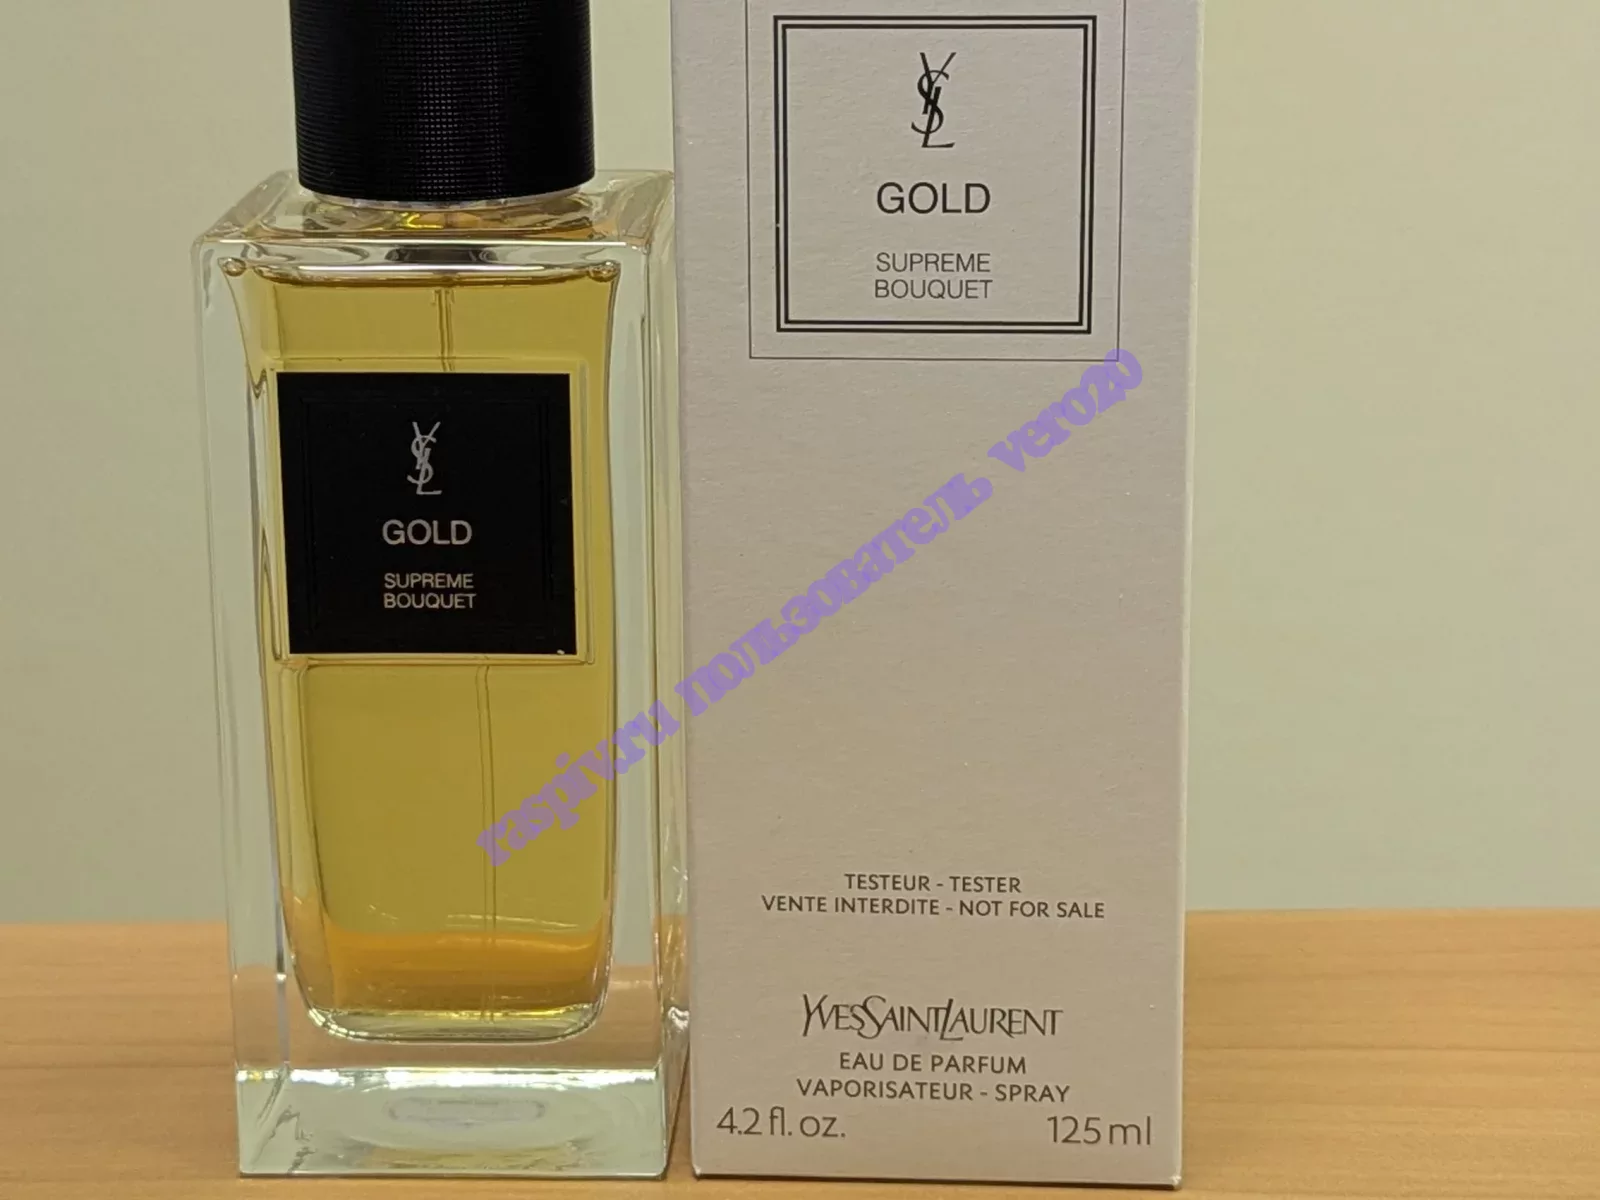 YSL
GOLD
SUPREME
BOUQUET
YSL
GOLD
SUPREME
BOUQUET
raspiv.ru пользователь vero20
TESTEUR - TESTER
VENTE INTERDITE - NOT FOR SALE
YVESSAINTLAURENT
EAU DE PARFUM
VAPORISATEUR - SPRAY
4.2 fl. oz. 125 ml